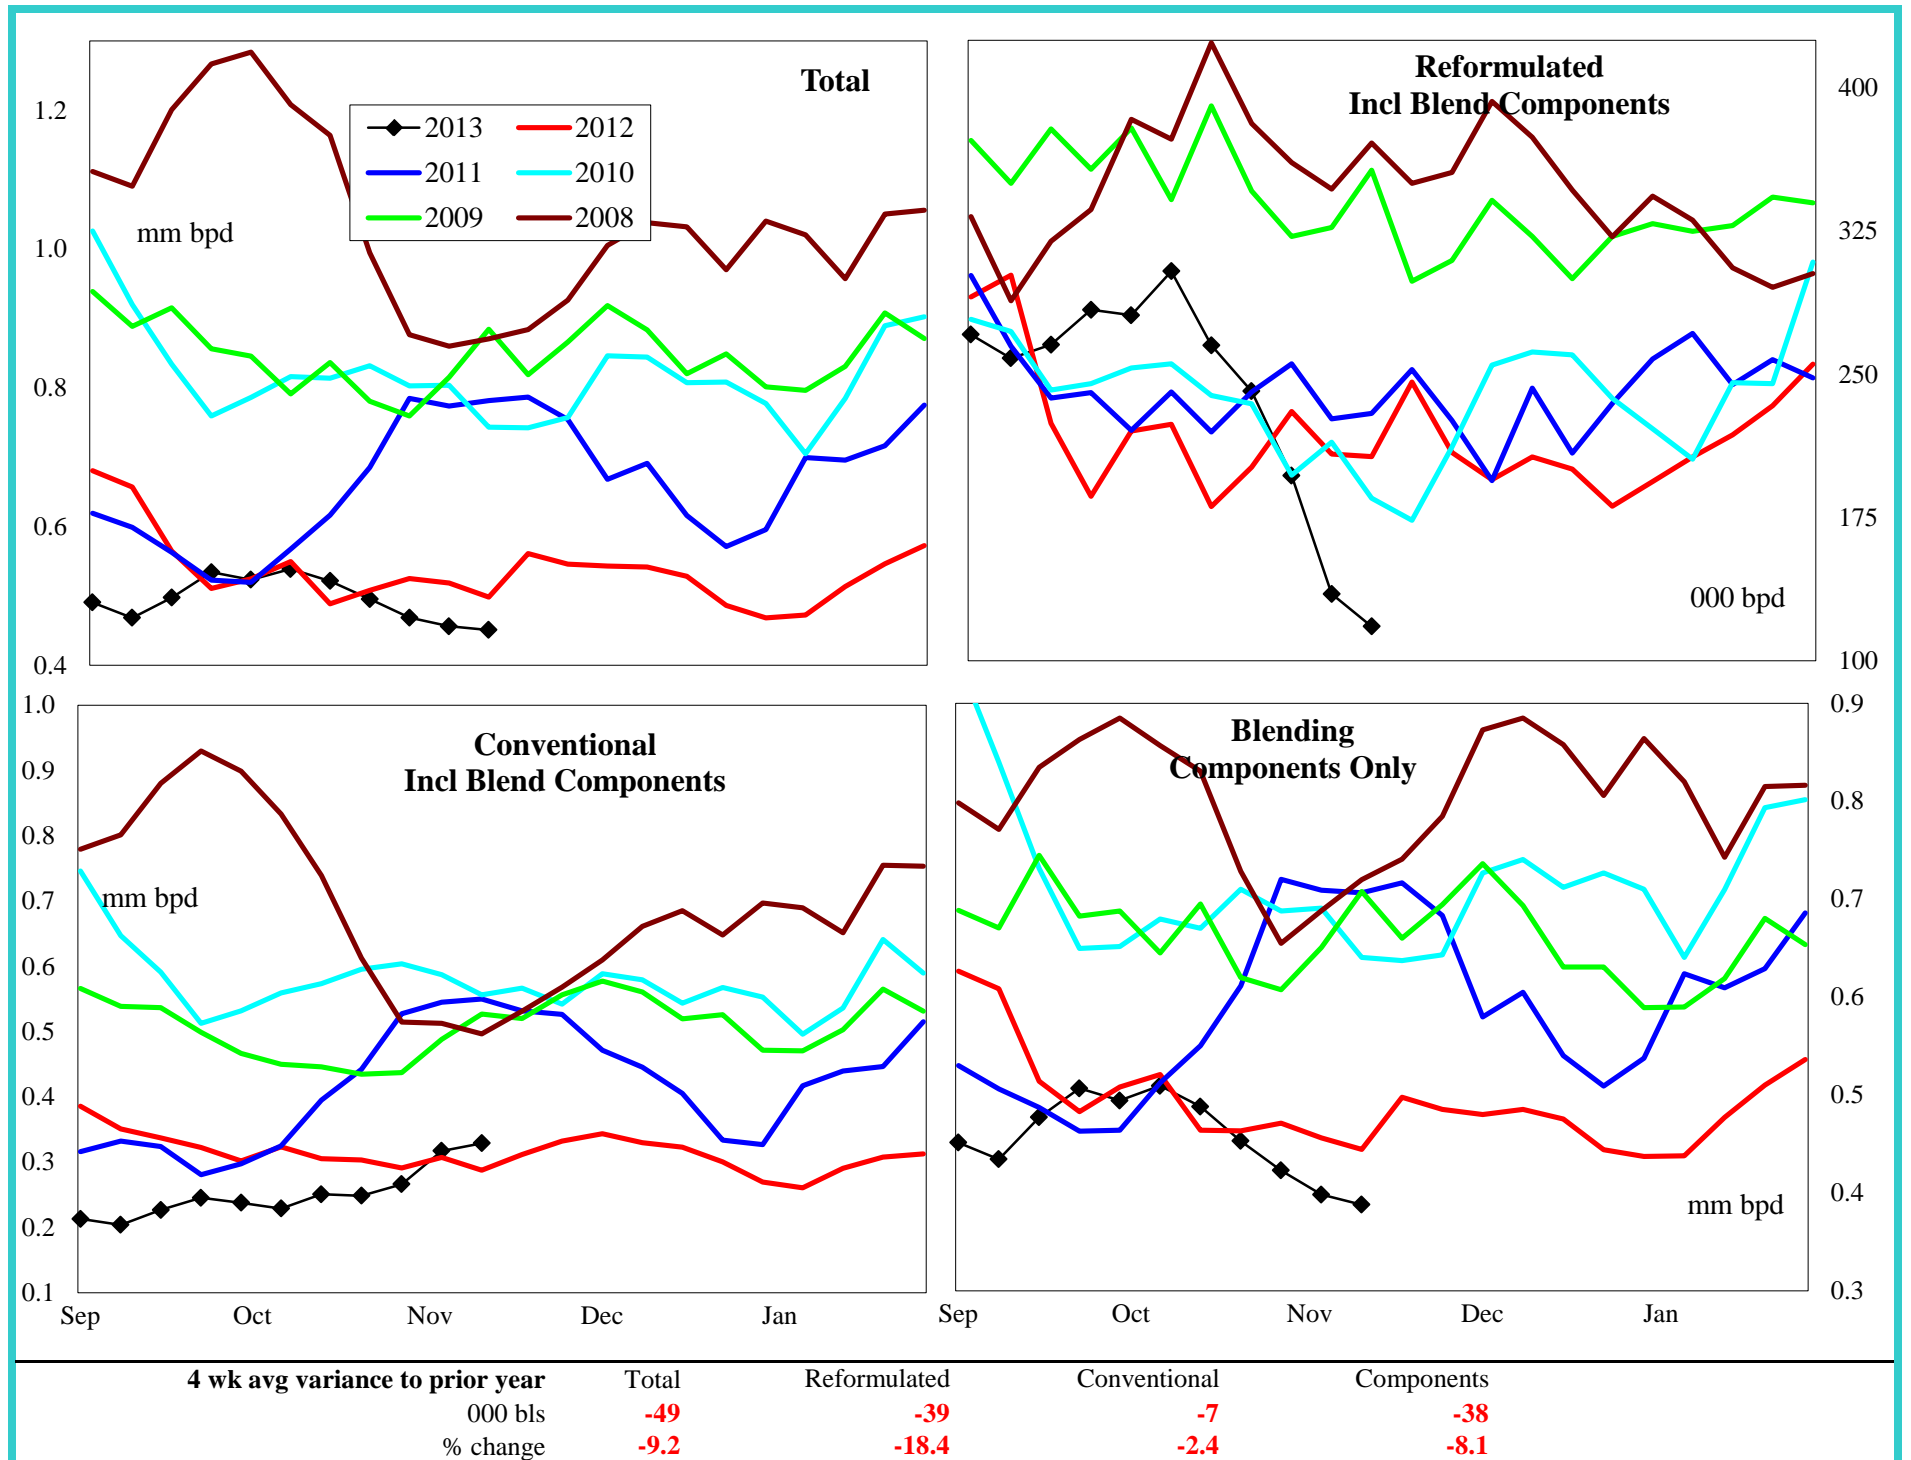 Total
1.2
1.0
0.8
0.6
0.4
mm bpd
2013 2012
2011 2010
2009 2008
Reformulated
Incl Blend Components
400
325
250
175
100
000 bpd
Conventional
Incl Blend Components
1.0
0.9
0.8
0.7
0.6
0.5
0.4
0.3
0.2
0.1
mm bpd
Sep Oct Nov Dec Jan
Blending
Components Only
0.9
0.8
0.7
0.6
0.5
0.4
0.3
mm bpd
Sep Oct Nov Dec Jan
4 wk avg variance to prior year Total Reformulated Conventional Components
000 bls -49 -39 -7 -38
% change -9.2 -18.4 -2.4 -8.1